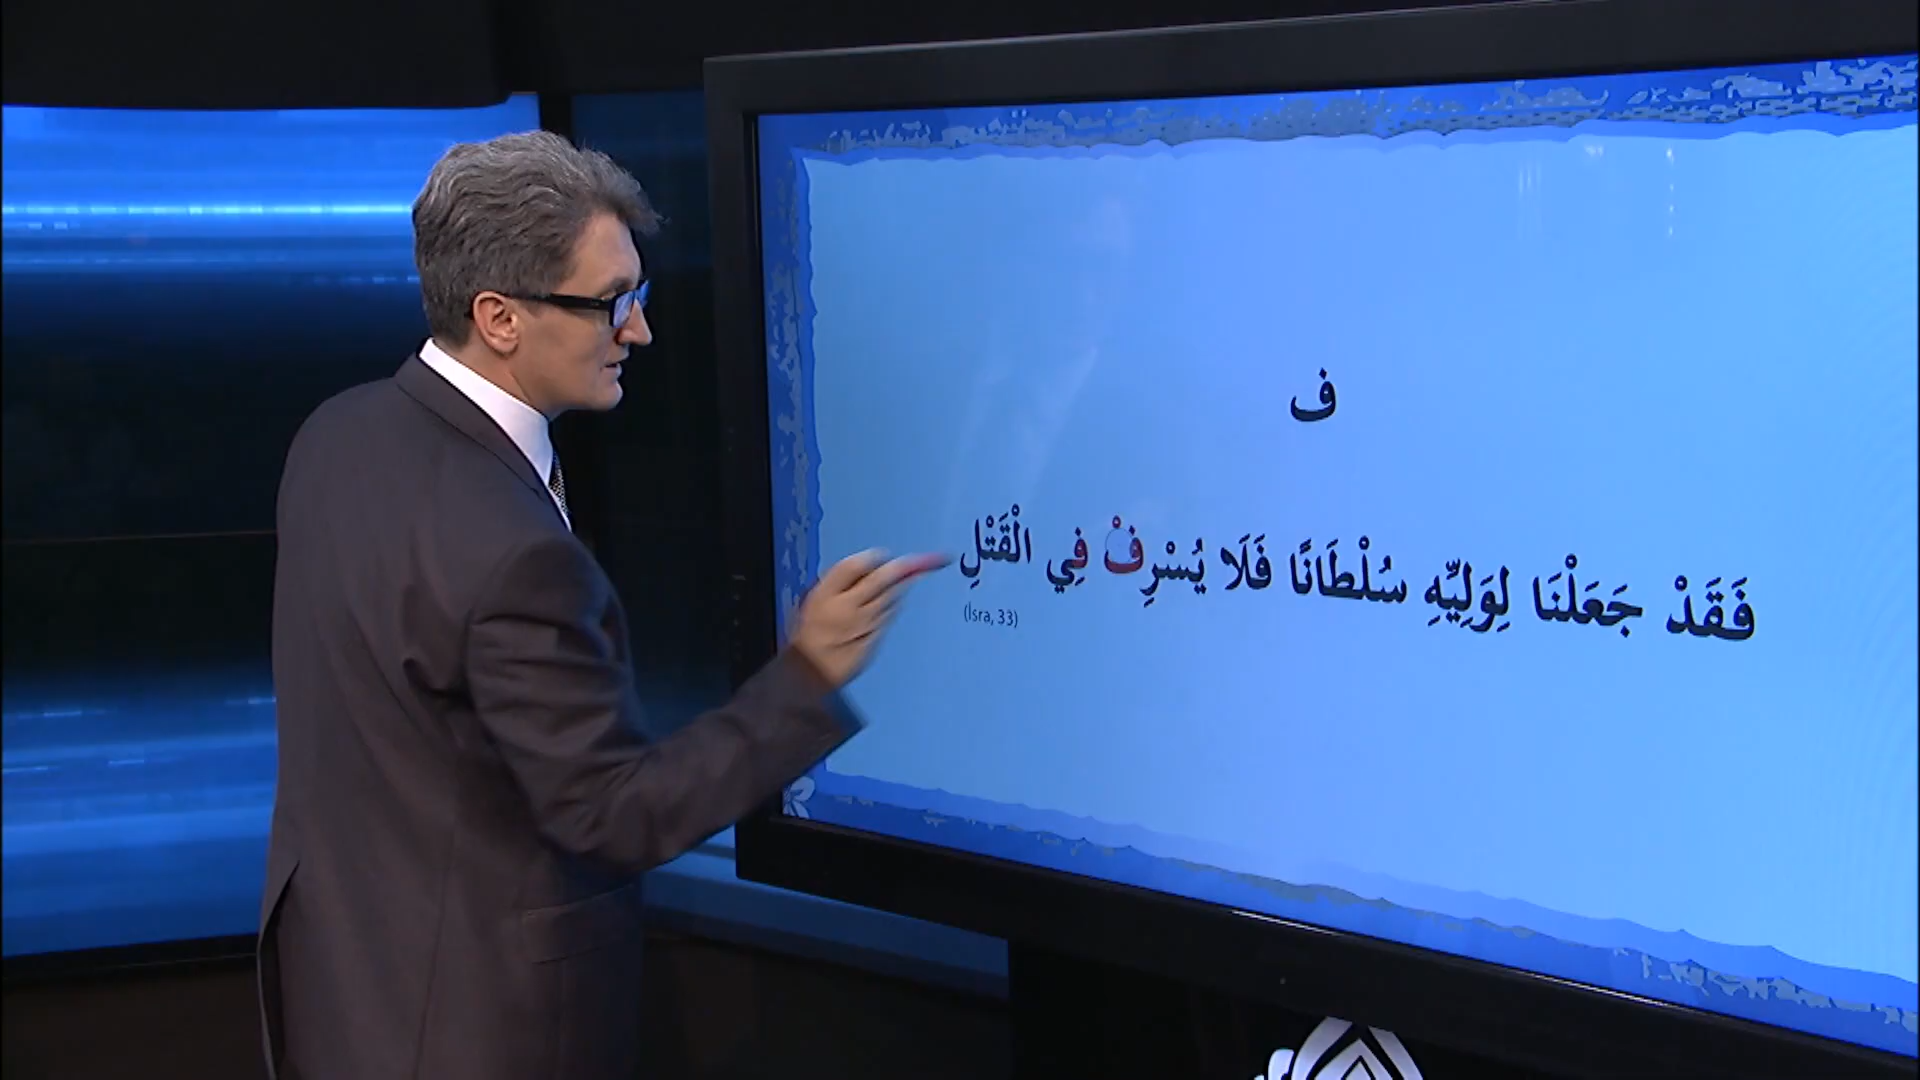 ف
فَقَدْ جَعَلْنَا لِوَلِيِّهِ سُلْطَانًا فَلَا يُسْرِفْ فِي الْقَتْلِ
(İsra, 33)